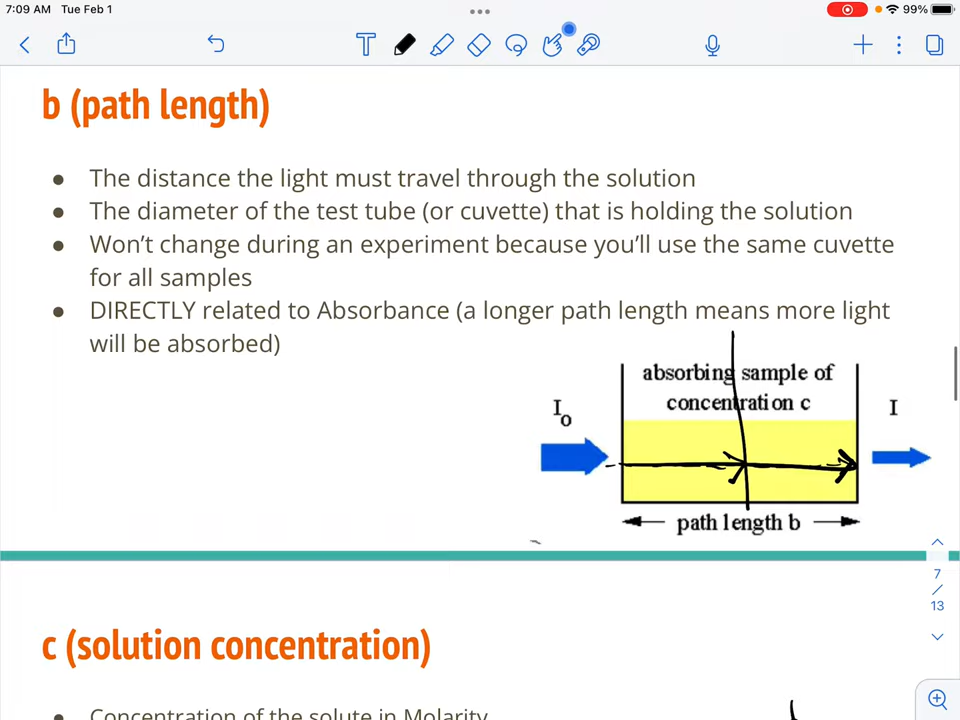 7:09 AM Tue Feb 1
99%
T
b (path length)
● The distance the light must travel through the solution
● The diameter of the test tube (or cuvette) that is holding the solution
● Won't change during an experiment because you'll use the same cuvette
for all samples
● DIRECTLY related to Absorbance (a longer path length means more light
will be absorbed)
absorbing sample of
concentration c
I₀
I
path length b
7
/
13
c (solution concentration)
● Concentration of the solute in Molarity